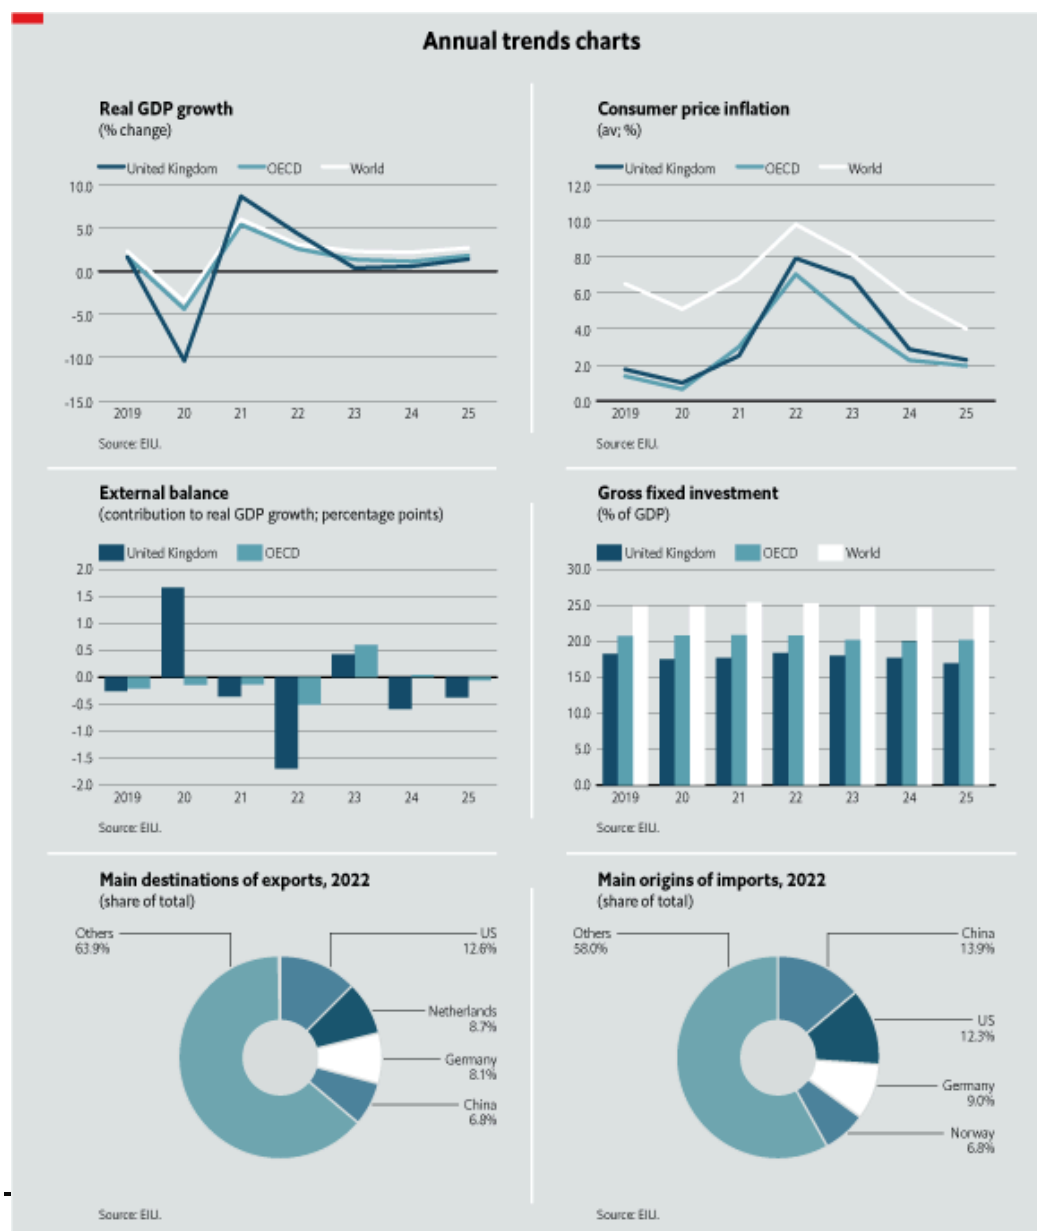 Annual trends charts
Real GDP growth
(% change)
United Kingdom OECD World
10.0
5.0
0.0
-5.0
-10.0
-15.0
2019 20 21 22 23 24 25
Source: EIU.
Consumer price inflation
(av; %)
United Kingdom OECD World
12.0
10.0
8.0
6.0
4.0
2.0
0.0
2019 20 21 22 23 24 25
Source: EIU.
External balance
(contribution to real GDP growth; percentage points)
United Kingdom OECD
2.0
1.5
1.0
0.5
0.0
-0.5
-1.0
-1.5
-2.0
2019 20 21 22 23 24 25
Source: EIU.
Gross fixed investment
(% of GDP)
United Kingdom OECD World
30.0
25.0
20.0
15.0
10.0
5.0
0.0
2019 20 21 22 23 24 25
Source: EIU.
Main destinations of exports, 2022
(share of total)
Others
63.9%
US
12.6%
Netherlands
8.7%
Germany
8.1%
China
6.8%
Source: EIU.
Main origins of imports, 2022
(share of total)
Others
58.0%
China
13.9%
US
12.3%
Germany
9.0%
Norway
6.8%
Source: EIU.